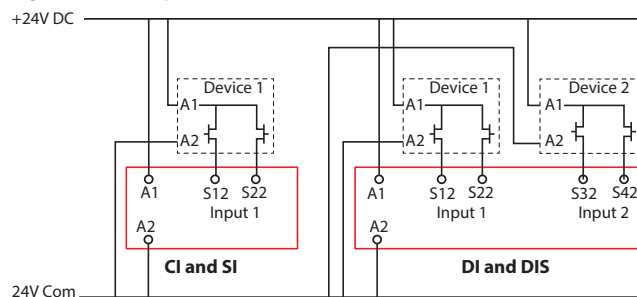 +24V DC
Device 1
A1
A2
A1
S12
S22
Input 1
A2
CI and SI
Device 1
A1
A2
Device 2
A1
A2
A1
S12
S22
Input 1
S32
S42
Input 2
A2
DI and DIS
24V Com